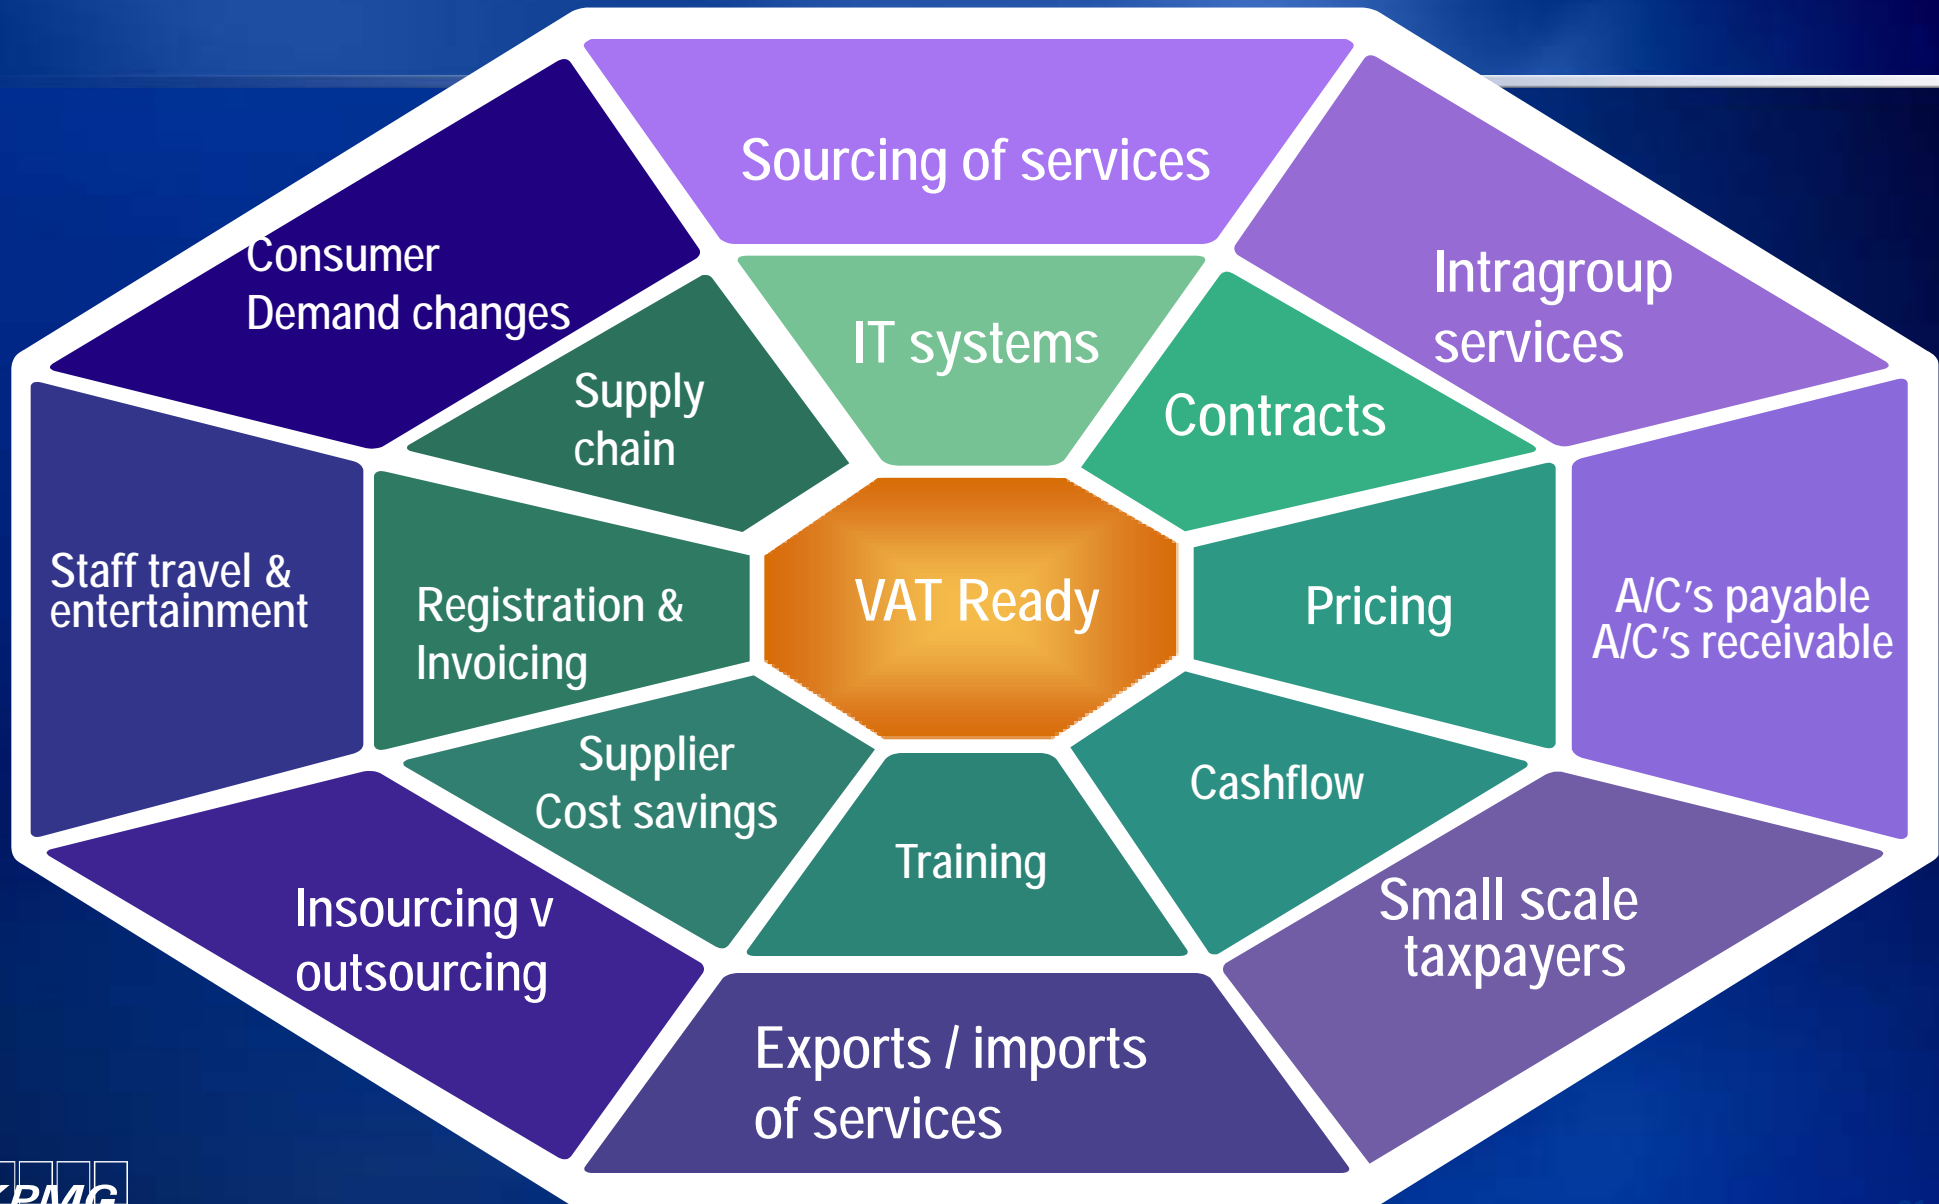 Sourcing of services
Consumer
Demand changes
Intragroup
services
IT systems
Supply
chain
Contracts
Staff travel &
entertainment
Registration &
Invoicing
VAT Ready
Pricing
A/C's payable
A/C's receivable
Supplier
Cost savings
Cashflow
Training
Insourcing v
outsourcing
Small scale
taxpayers
Exports / imports
of services
KPMG